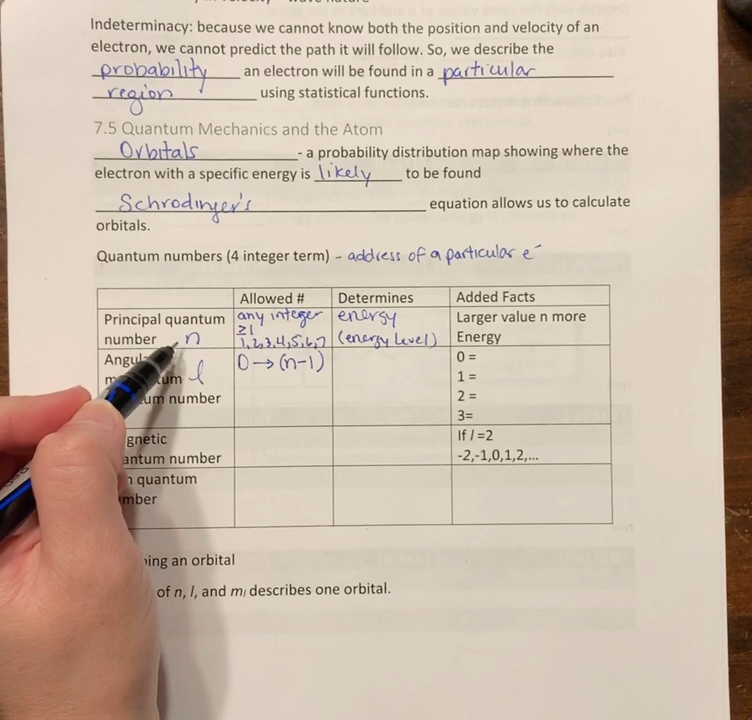 Indeterminacy: because we cannot know both the position and velocity of an
electron, we cannot predict the path it will follow. So, we describe the
probability an electron will be found in a particular
region using statistical functions.
7.5 Quantum Mechanics and the Atom
Orbitals - a probability distribution map showing where the
electron with a specific energy is likely to be found
Schrodinger's equation allows us to calculate
orbitals.
Quantum numbers (4 integer term) - address of a particular e⁻
Allowed # Determines Added Facts
Principal quantum any integer energy Larger value n more
number n ≥1 (energy level) Energy
1,2,3,4,5,6,7
l 0→(n-1) 0 =
1 =
number 2 =
3=
If l =2
number -2,-1,0,1,2,...
quantum
an orbital
of n, l, and mₗ describes one orbital.